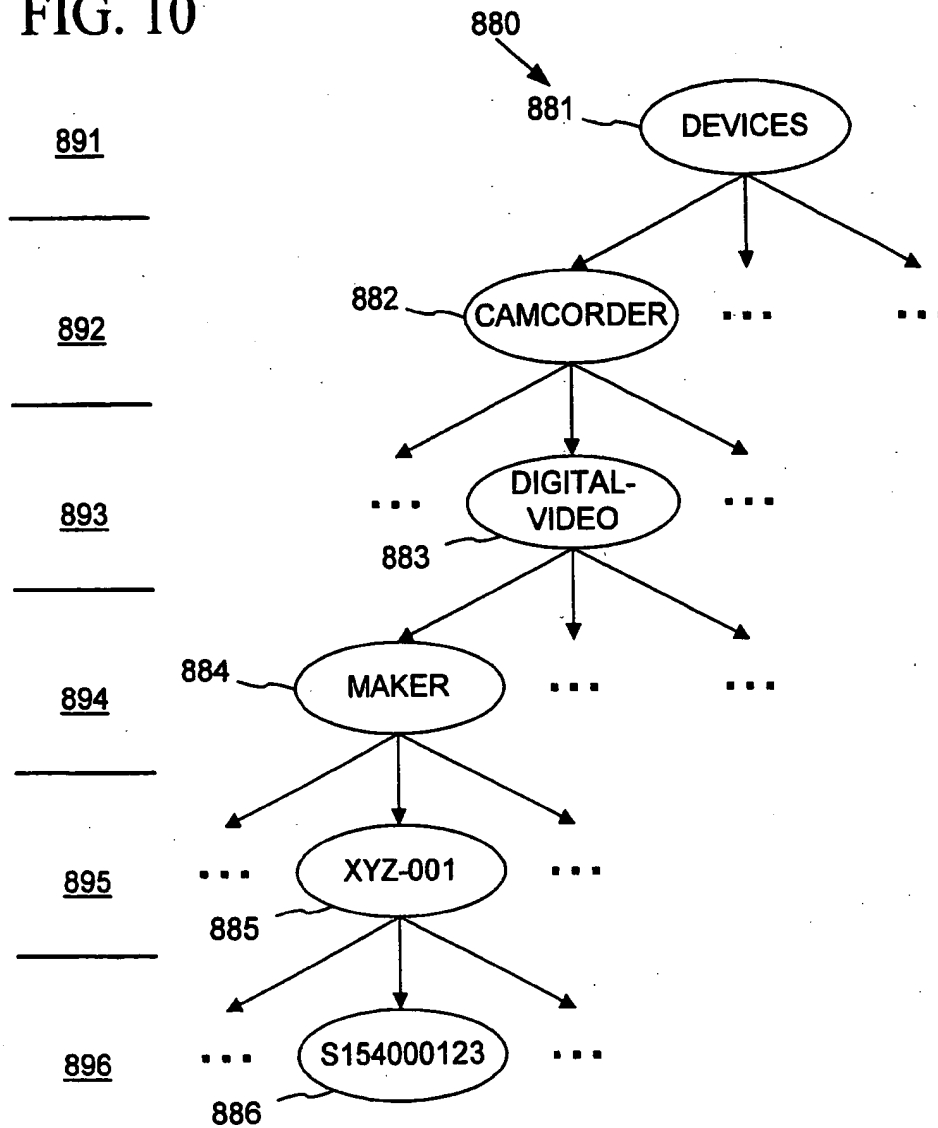 FIG. 10
880
881
DEVICES
891
882
CAMCORDER
... ...
892
... DIGITAL- ...
VIDEO
893
883
884
MAKER
... ...
894
... XYZ-001 ...
895
885
... S154000123 ...
896
886